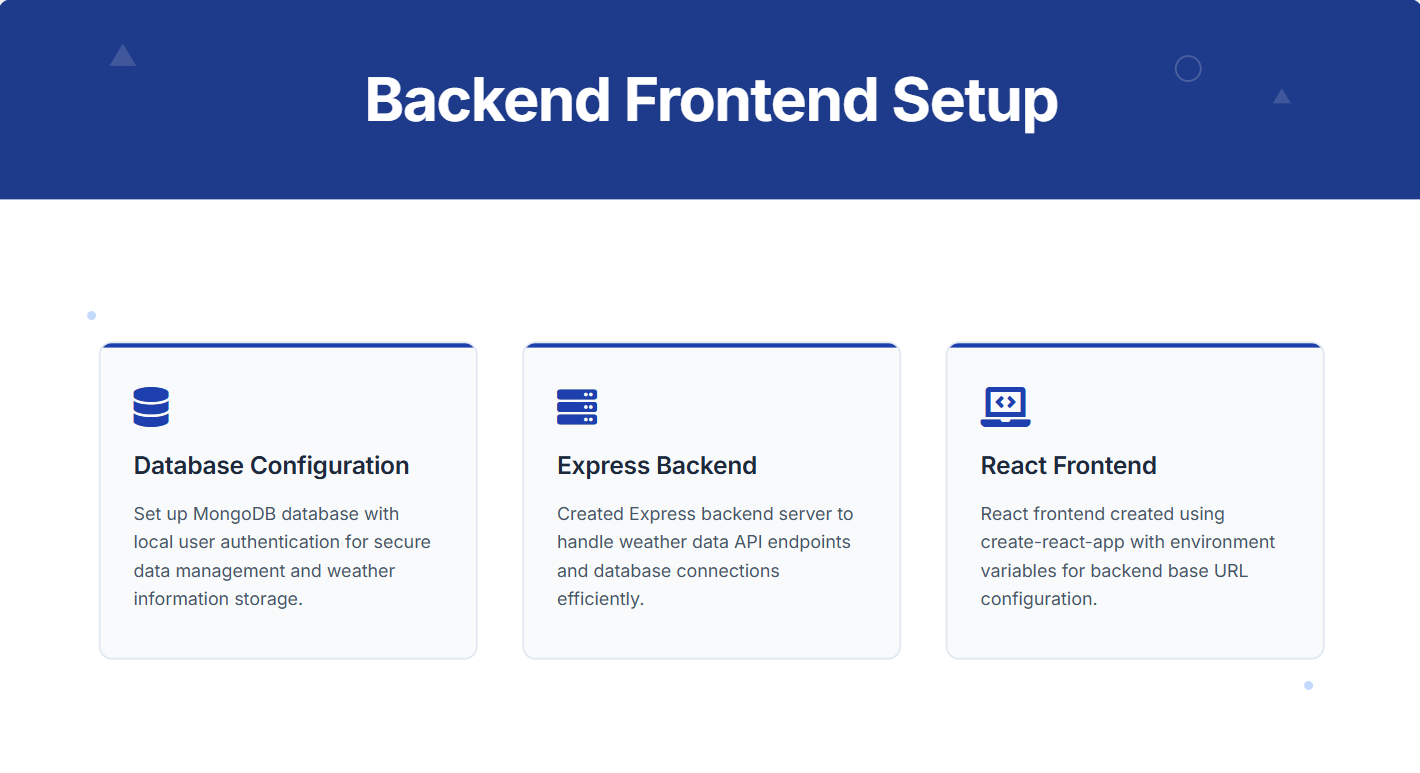 Backend Frontend Setup
Database Configuration
Set up MongoDB database with
local user authentication for secure
data management and weather
information storage.
Express Backend
Created Express backend server to
handle weather data API endpoints
and database connections
efficiently.
React Frontend
React frontend created using
create-react-app with environment
variables for backend base URL
configuration.